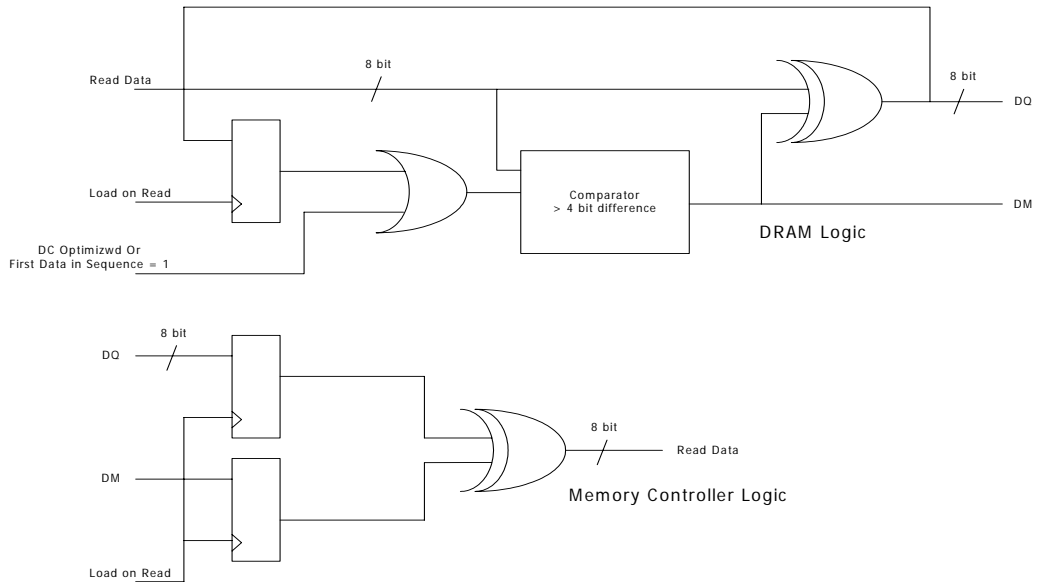 8 bit
Read Data
8 bit
DQ
Load on Read
Comparator
> 4 bit difference
DM
DRAM Logic
DC Optimizwd Or
First Data in Sequence = 1
8 bit
DQ
8 bit
Read Data
DM
Memory Controller Logic
Load on Read